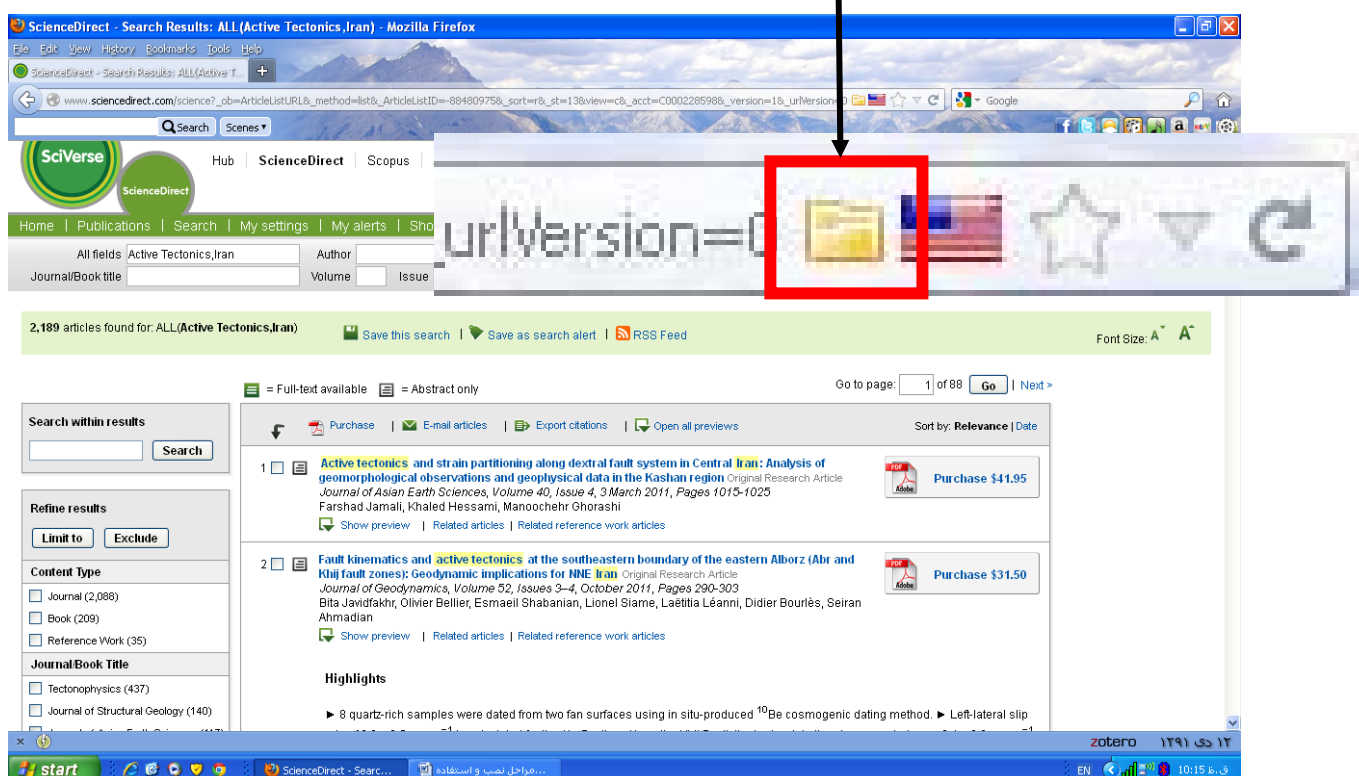 ScienceDirect - Search Results: ALL(Active Tectonics,Iran) - Mozilla Firefox
File Edit View History Bookmarks Tools Help
ScienceDirect - Search Results: ALL(Active T...
www.sciencedirect.com/science?_ob=ArticleListURL&_method=list&_ArticleListID=-88480975&_sort=r&_st=13&view=c&_acct=C000228598&_version=1&_urlVersion=0
Google
Search Scenes
SciVerse
ScienceDirect
Hub ScienceDirect Scopus
_urlVersion=0
Home | Publications | Search | My settings | My alerts | Sho
All fields Active Tectonics,Iran Author
Journal/Book title Volume Issue
2,189 articles found for: ALL(Active Tectonics,Iran) Save this search | Save as search alert | RSS Feed
Font Size: A A
= Full-text available = Abstract only
Go to page: 1 of 88 Go | Next >
Search within results
Search
Purchase | E-mail articles | Export citations | Open all previews
Sort by: Relevance | Date
1 Active tectonics and strain partitioning along dextral fault system in Central Iran: Analysis of
geomorphological observations and geophysical data in the Kashan region Original Research Article
Journal of Asian Earth Sciences, Volume 40, Issue 4, 3 March 2011, Pages 1015-1025
Farshad Jamali, Khaled Hessami, Manoochehr Ghorashi
Show preview | Related articles | Related reference work articles
PDF Adobe Purchase $41.95
Refine results
Limit to Exclude
Content Type
Journal (2,088)
Book (209)
Reference Work (35)
Journal/Book Title
Tectonophysics (437)
Journal of Structural Geology (140)
2 Fault kinematics and active tectonics at the southeastern boundary of the eastern Alborz (Abr and
Khij fault zones): Geodynamic implications for NNE Iran Original Research Article
Journal of Geodynamics, Volume 52, Issues 3–4, October 2011, Pages 290-303
Bita Javidfakhr, Olivier Bellier, Esmaeil Shabanian, Lionel Siame, Laëtitia Léanni, Didier Bourlès, Seiran
Ahmadian
Show preview | Related articles | Related reference work articles
PDF Adobe Purchase $31.50
Highlights
► 8 quartz-rich samples were dated from two fan surfaces using in situ-produced ¹⁰Be cosmogenic dating method. ► Left-lateral slip
zotero ۱۲ دی ۱۳۹۱
start
ScienceDirect - Searc...
مراحل نصب و استفاده...
EN 10:15 ق.ظ